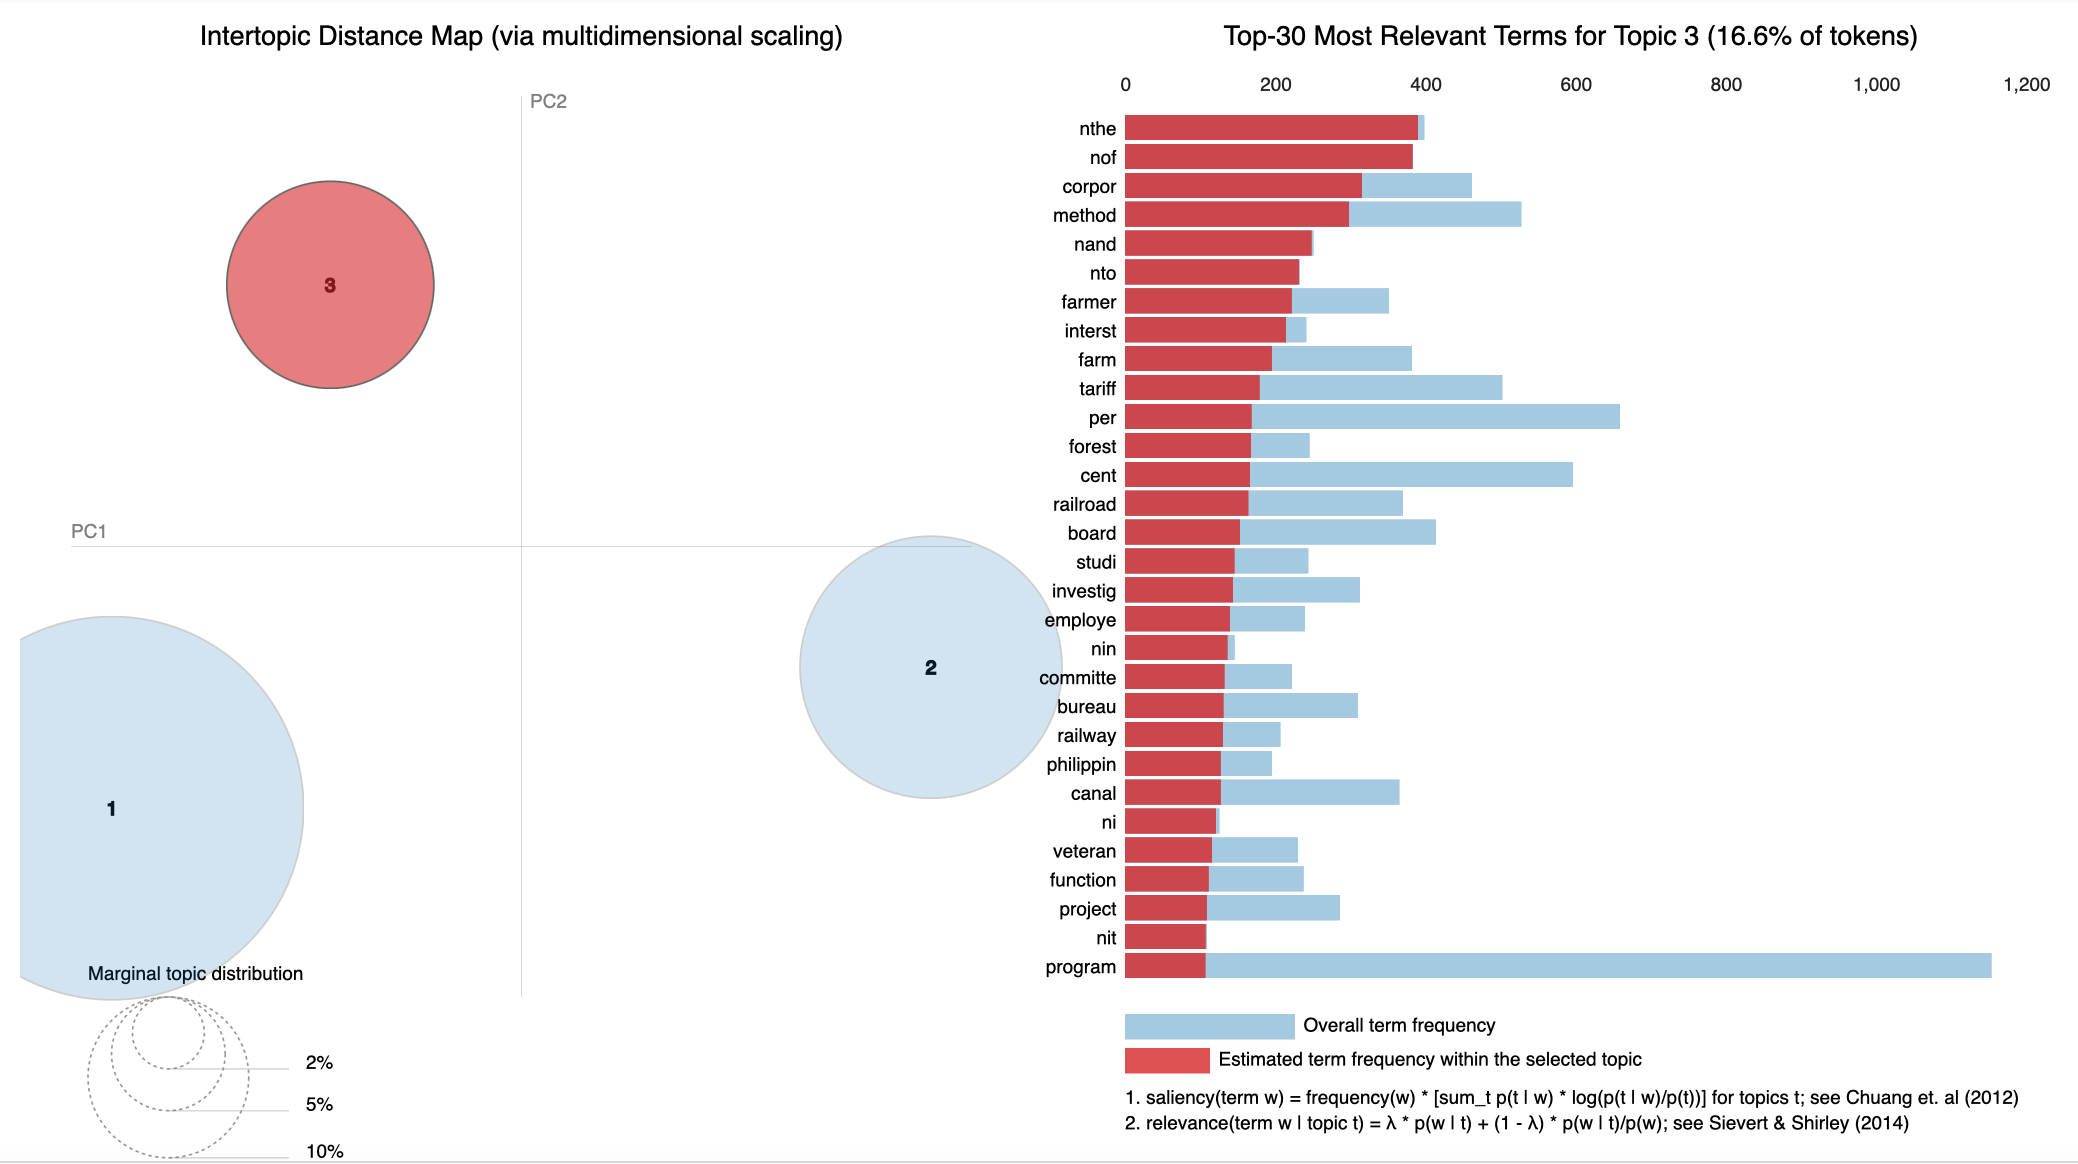 Intertopic Distance Map (via multidimensional scaling)
PC2
3
PC1
2
1
Marginal topic distribution
2%
5%
10%
Top-30 Most Relevant Terms for Topic 3 (16.6% of tokens)
0 200 400 600 800 1,000 1,200
nthe
nof
corpor
method
nand
nto
farmer
interst
farm
tariff
per
forest
cent
railroad
board
studi
investig
employe
nin
committe
bureau
railway
philippin
canal
ni
veteran
function
project
nit
program
Overall term frequency
Estimated term frequency within the selected topic
1. saliency(term w) = frequency(w) * [sum_t p(t | w) * log(p(t | w)/p(t))] for topics t; see Chuang et. al (2012)
2. relevance(term w | topic t) = λ * p(w | t) + (1 - λ) * p(w | t)/p(w); see Sievert & Shirley (2014)